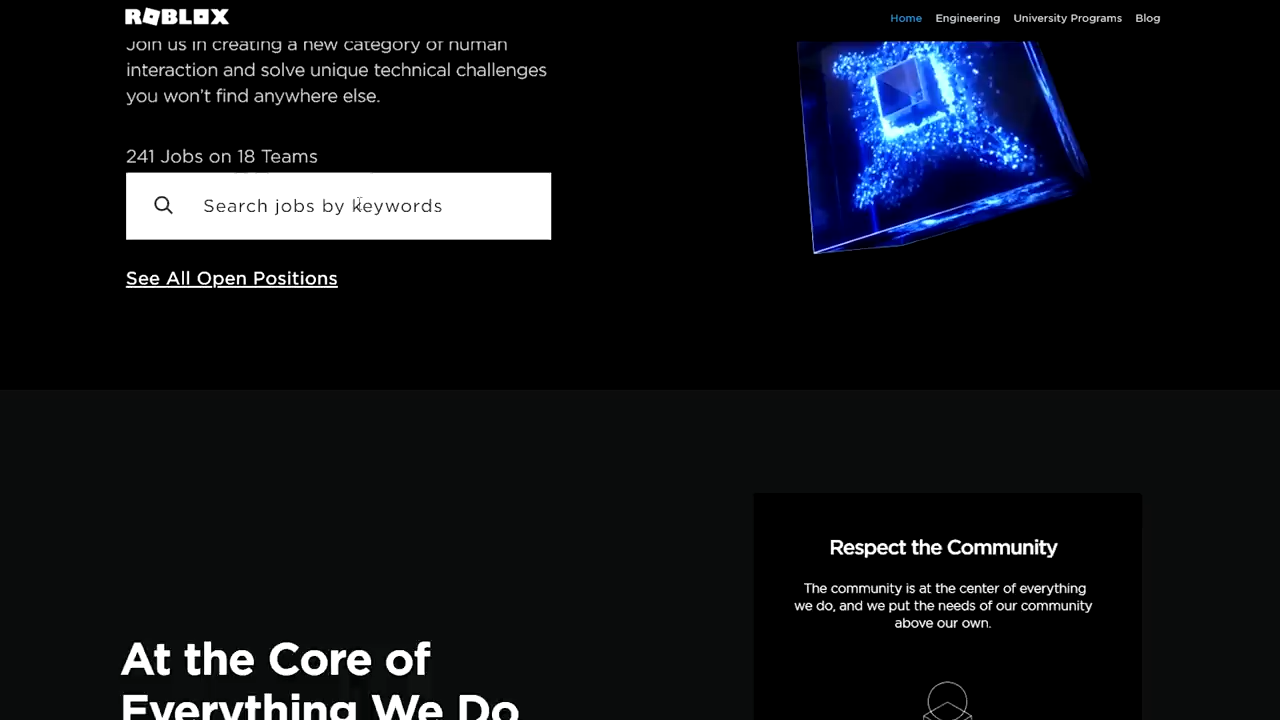 ROBLOX
Home Engineering University Programs Blog
Join us in creating a new category of human
interaction and solve unique technical challenges
you won’t find anywhere else.
241 Jobs on 18 Teams
Search jobs by keywords
See All Open Positions
Respect the Community
The community is at the center of everything
we do, and we put the needs of our community
above our own.
At the Core of
Everything We Do